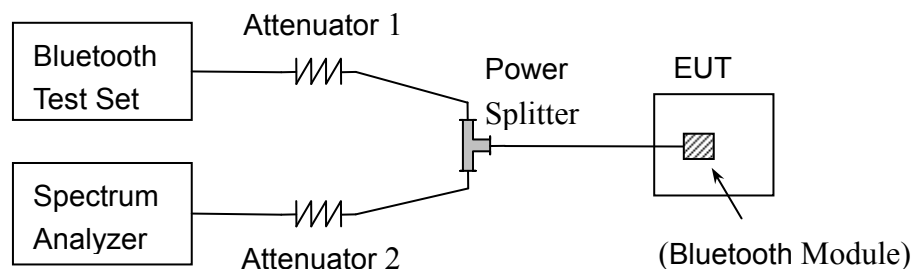 Bluetooth
Test Set
Attenuator 1
Power
Splitter
EUT
Spectrum
Analyzer
Attenuator 2
(Bluetooth Module)